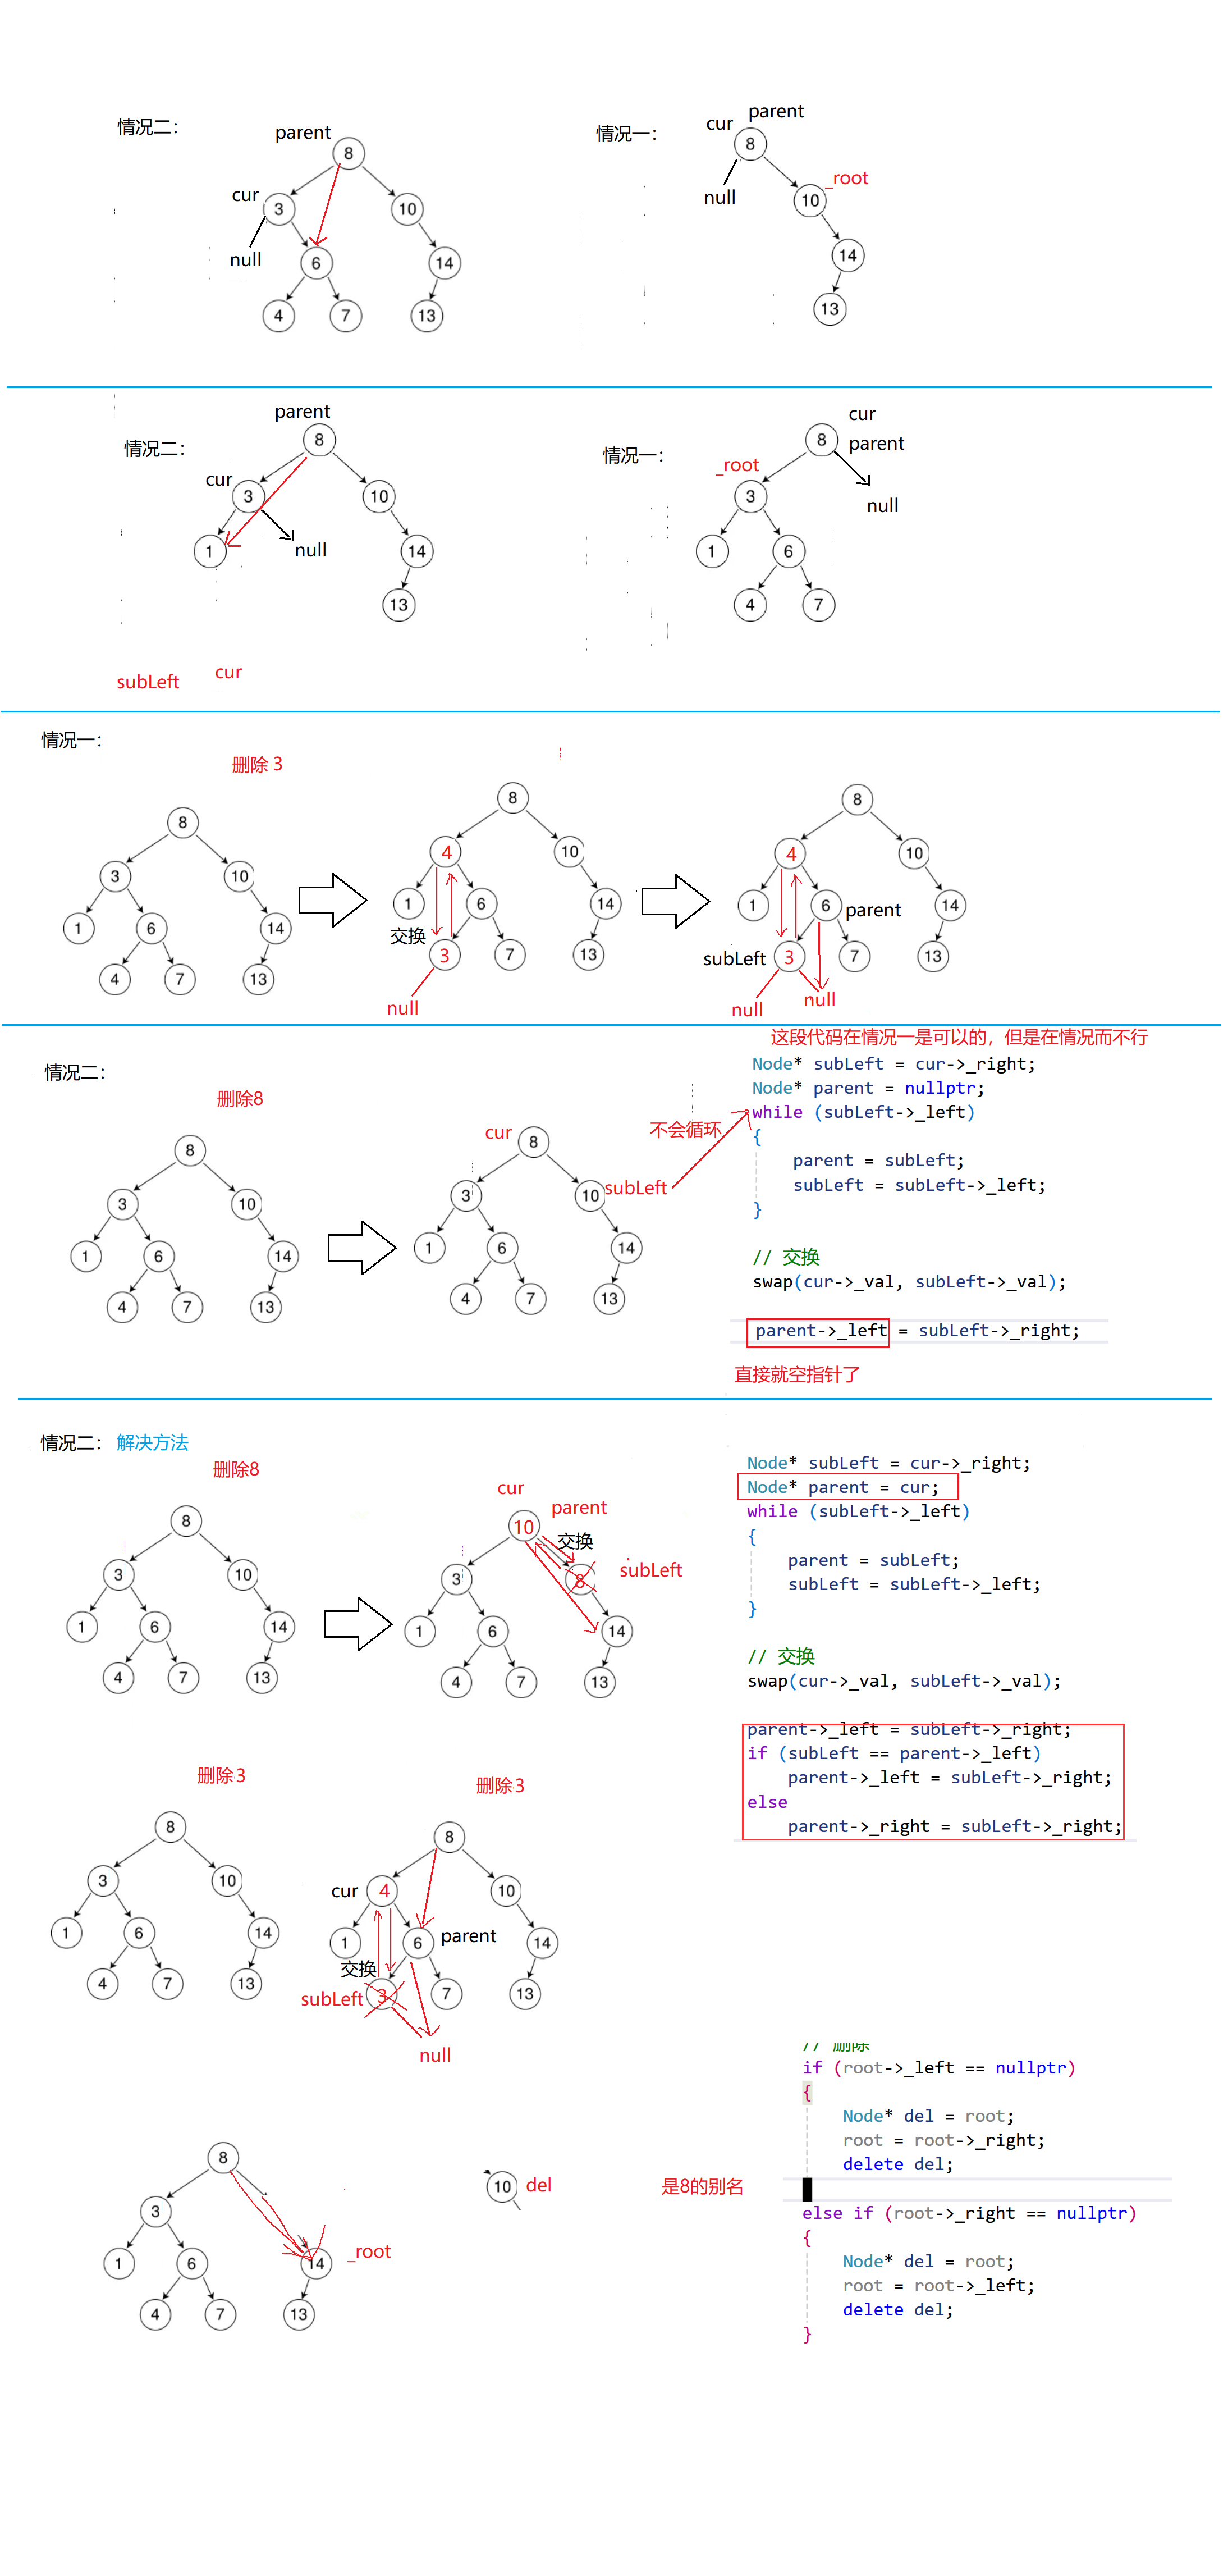 情况二：
parent
8
cur
3
10
null
6
14
4
7
13
情况一：
parent
cur
8
null
10
_root
14
13
parent
情况二：
8
cur
3
10
1
null
14
13
情况一：
cur
8
parent
_root
3
null
1
6
4
7
subLeft
cur
情况一：
删除 3
8
3
10
1
6
14
4
7
13
8
4
10
1
6
14
交换
3
7
13
null
8
4
10
1
6
parent
14
subLeft
3
7
13
null
null
情况二：
删除8
8
3
10
1
6
14
4
7
13
cur
8
3
10
subLeft
1
6
14
4
7
13
不会循环
这段代码在情况一是可以的，但是在情况而不行
Node* subLeft = cur->_right;
Node* parent = nullptr;
while (subLeft->_left)
{
parent = subLeft;
subLeft = subLeft->_left;
}
// 交换
swap(cur->_val, subLeft->_val);
parent->_left = subLeft->_right;
直接就空指针了
情况二： 解决方法
删除8
8
3
10
1
6
14
4
7
13
cur
10
parent
交换
3
8
subLeft
1
6
14
4
7
13
Node* subLeft = cur->_right;
Node* parent = cur;
while (subLeft->_left)
{
parent = subLeft;
subLeft = subLeft->_left;
}
// 交换
swap(cur->_val, subLeft->_val);
parent->_left = subLeft->_right;
if (subLeft == parent->_left)
parent->_left = subLeft->_right;
else
parent->_right = subLeft->_right;
删除3
8
3
10
1
6
14
4
7
13
删除3
8
cur
4
10
1
6
parent
14
交换
subLeft
3
7
13
null
8
3
1
6
14
_root
4
7
13
10
del
是8的别名
// 删除
if (root->_left == nullptr)
{
Node* del = root;
root = root->_right;
delete del;
else if (root->_right == nullptr)
{
Node* del = root;
root = root->_left;
delete del;
}